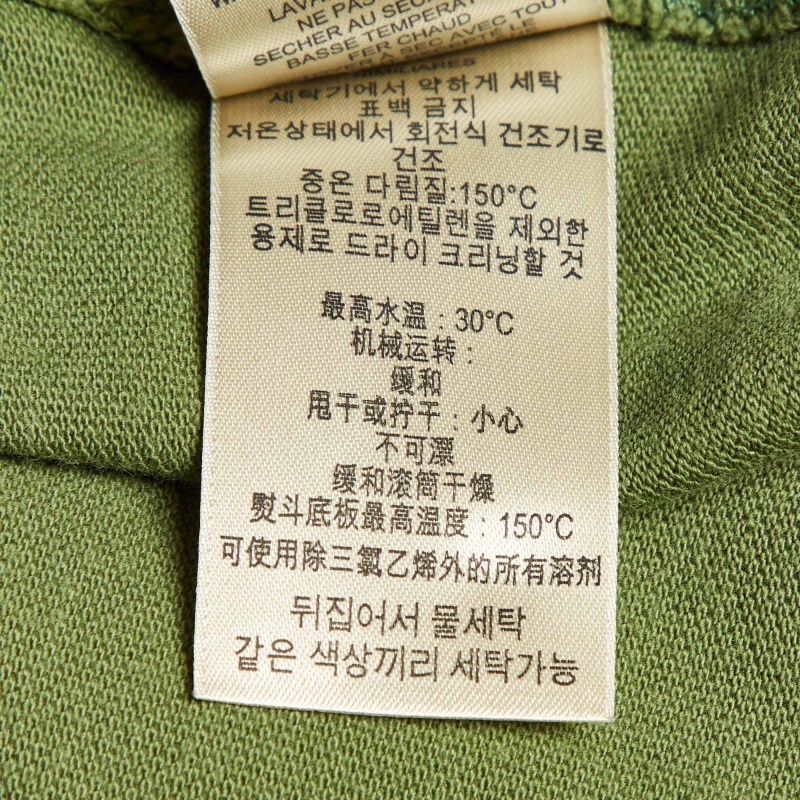 NE PAS
SECHER AU SEC
AVEC TOUT
BASSE TEMPERAT
FER CHAUD
A SEC AVEC
세탁기에서 약하게 세탁
표백 금지
저온상태에서 회전식 건조기로
건조
중온 다림질:150°C
트리클로로에틸렌을 제외한
용제로 드라이 크리닝할 것
最高水温：30°C
机械运转：
缓和
甩干或拧干：小心
不可漂
缓和滚筒干燥
熨斗底板最高温度：150°C
可使用除三氯乙烯外的所有溶剂
뒤집어서 물세탁
같은 색상끼리 세탁가능